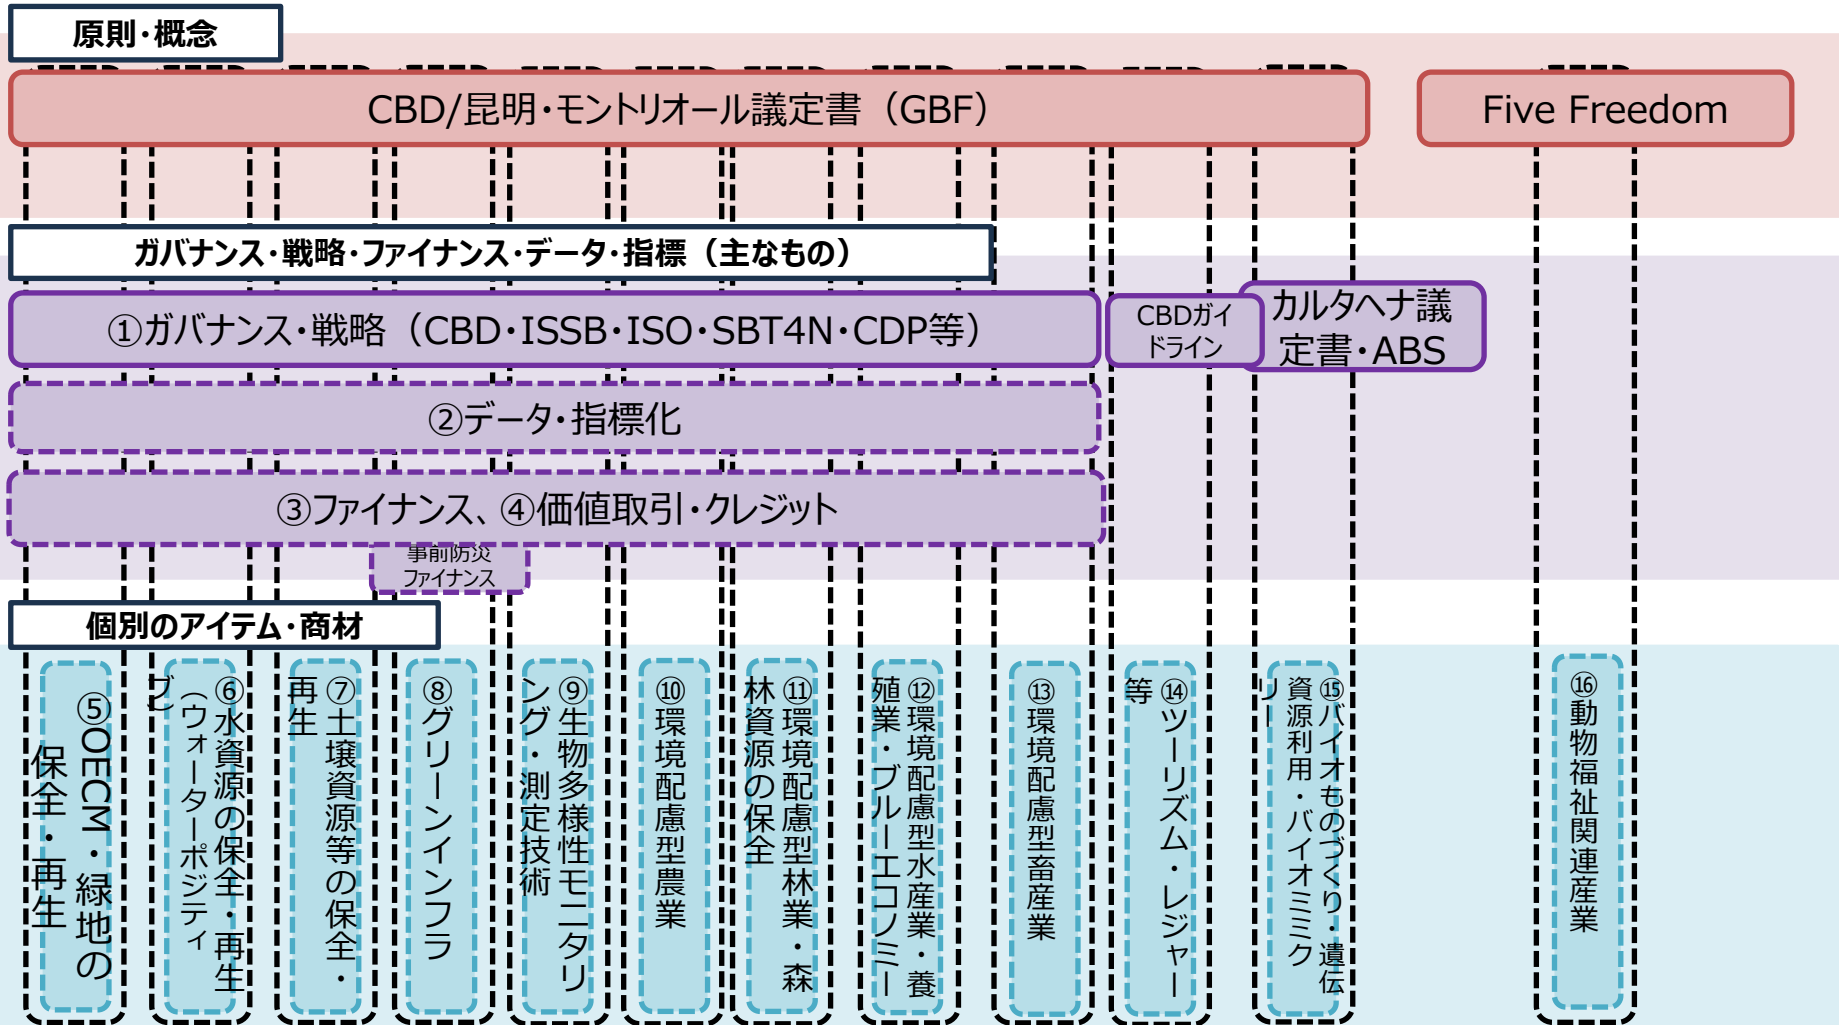 原則・概念
CBD/昆明・モントリオール議定書（GBF）
Five Freedom
ガバナンス・戦略・ファイナンス・データ・指標（主なもの）
①ガバナンス・戦略（CBD・ISSB・ISO・SBT4N・CDP等）
CBDガイ
ドライン
カルタヘナ議
定書・ABS
②データ・指標化
③ファイナンス、④価値取引・クレジット
事前防災
ファイナンス
個別のアイテム・商材
⑤OECM・緑地の
保全・再生
⑥水資源の保全・再生
（ウォーターポジティ
ブ）
⑦土壌資源等の保全・
再生
⑧グリーンインフラ
⑨生物多様性モニタリ
ング・測定技術
⑩環境配慮型農業
⑪環境配慮型林業・森
林資源の保全
⑫環境配慮型水産業・養
殖業・ブルーエコノミー
⑬環境配慮型畜産業
⑭ツーリズム・レジャー
等
⑮バイオものづくり・遺伝
資源利用・バイオミミク
リー
⑯動物福祉関連産業